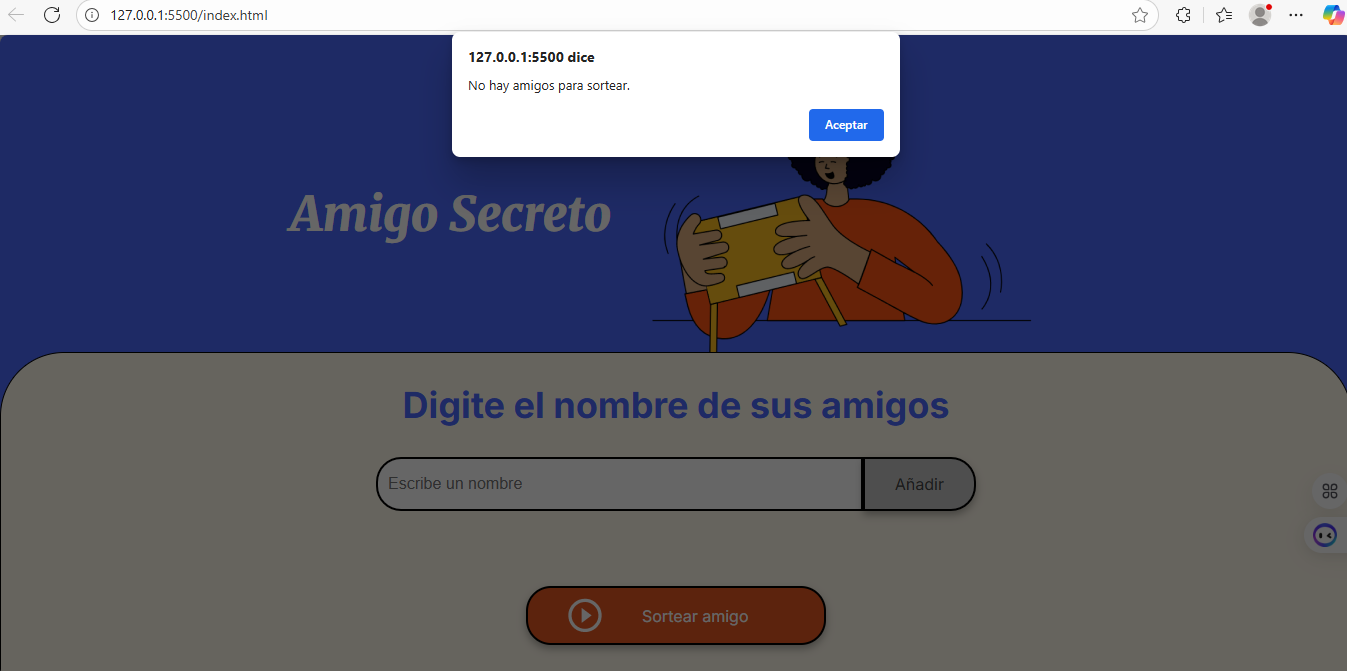 127.0.0.1:5500/index.html
127.0.0.1:5500 dice
No hay amigos para sortear.
Aceptar
Amigo Secreto
Digite el nombre de sus amigos
Escribe un nombre
Añadir
Sortear amigo